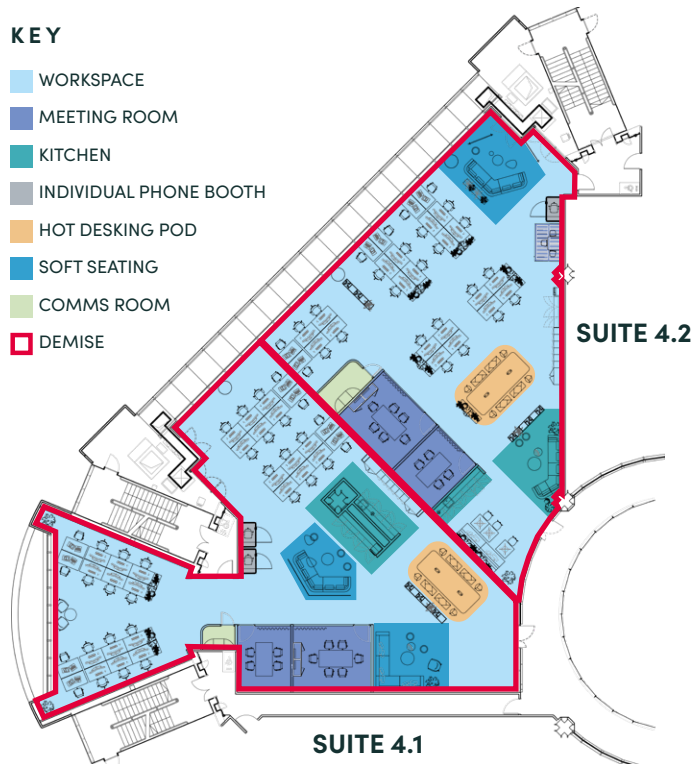 KEY
WORKSPACE
MEETING ROOM
KITCHEN
INDIVIDUAL PHONE BOOTH
HOT DESKING POD
SOFT SEATING
COMMS ROOM
DEMISE
SUITE 4.2
SUITE 4.1